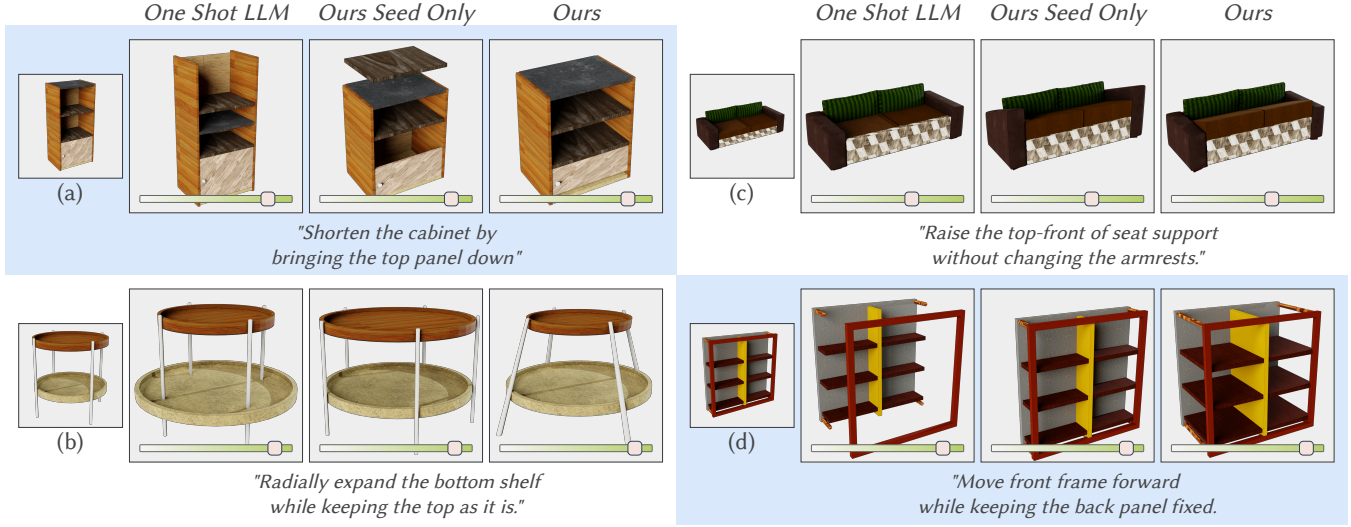 One Shot LLM Ours Seed Only Ours
One Shot LLM Ours Seed Only Ours
(a)
"Shorten the cabinet by
bringing the top panel down"
(c)
"Raise the top-front of seat support
without changing the armrests."
(b)
"Radially expand the bottom shelf
while keeping the top as it is."
(d)
"Move front frame forward
while keeping the back panel fixed.